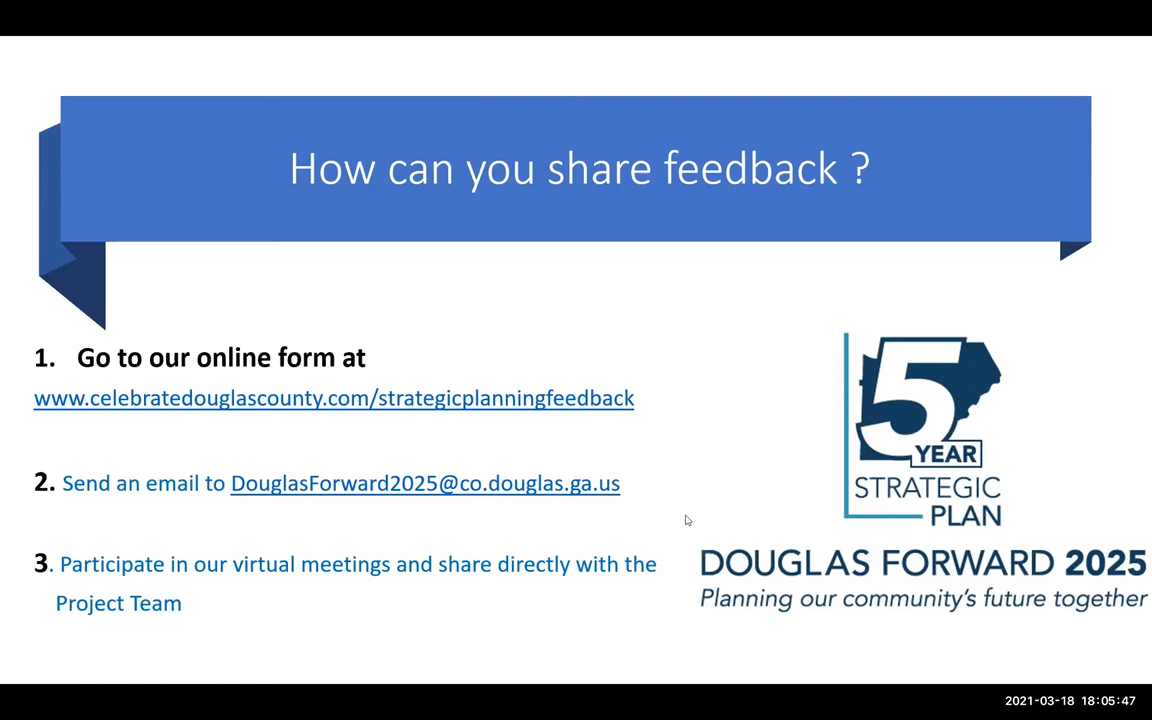 How can you share feedback ?
1. Go to our online form at
www.celebratedouglascounty.com/strategicplanningfeedback
2. Send an email to DouglasForward2025@co.douglas.ga.us
3. Participate in our virtual meetings and share directly with the
Project Team
5
YEAR
STRATEGIC
PLAN
DOUGLAS FORWARD 2025
Planning our community's future together
2021-03-18 18:05:47